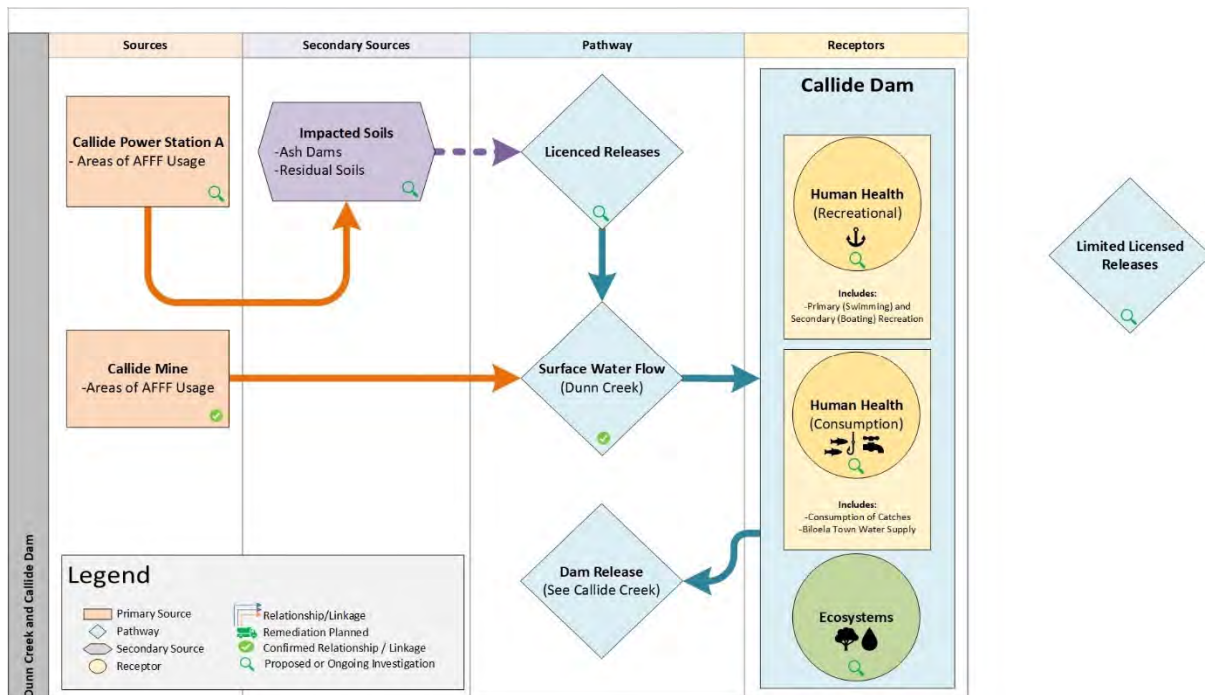 Sources
Secondary Sources
Pathway
Receptors
Dunn Creek and Callide Dam
Callide Power Station A
- Areas of AFFF Usage
Impacted Soils
-Ash Dams
-Residual Soils
Licenced Releases
Callide Dam
Human Health
(Recreational)
Includes:
-Primary (Swimming) and
Secondary (Boating) Recreation
Limited Licensed
Releases
Callide Mine
-Areas of AFFF Usage
Surface Water Flow
(Dunn Creek)
Human Health
(Consumption)
Includes:
-Consumption of Catches
-Biloela Town Water Supply
Dam Release
(See Callide Creek)
Ecosystems
Legend
Primary Source
Pathway
Secondary Source
Receptor
Relationship/Linkage
Remediation Planned
Confirmed Relationship / Linkage
Proposed or Ongoing Investigation